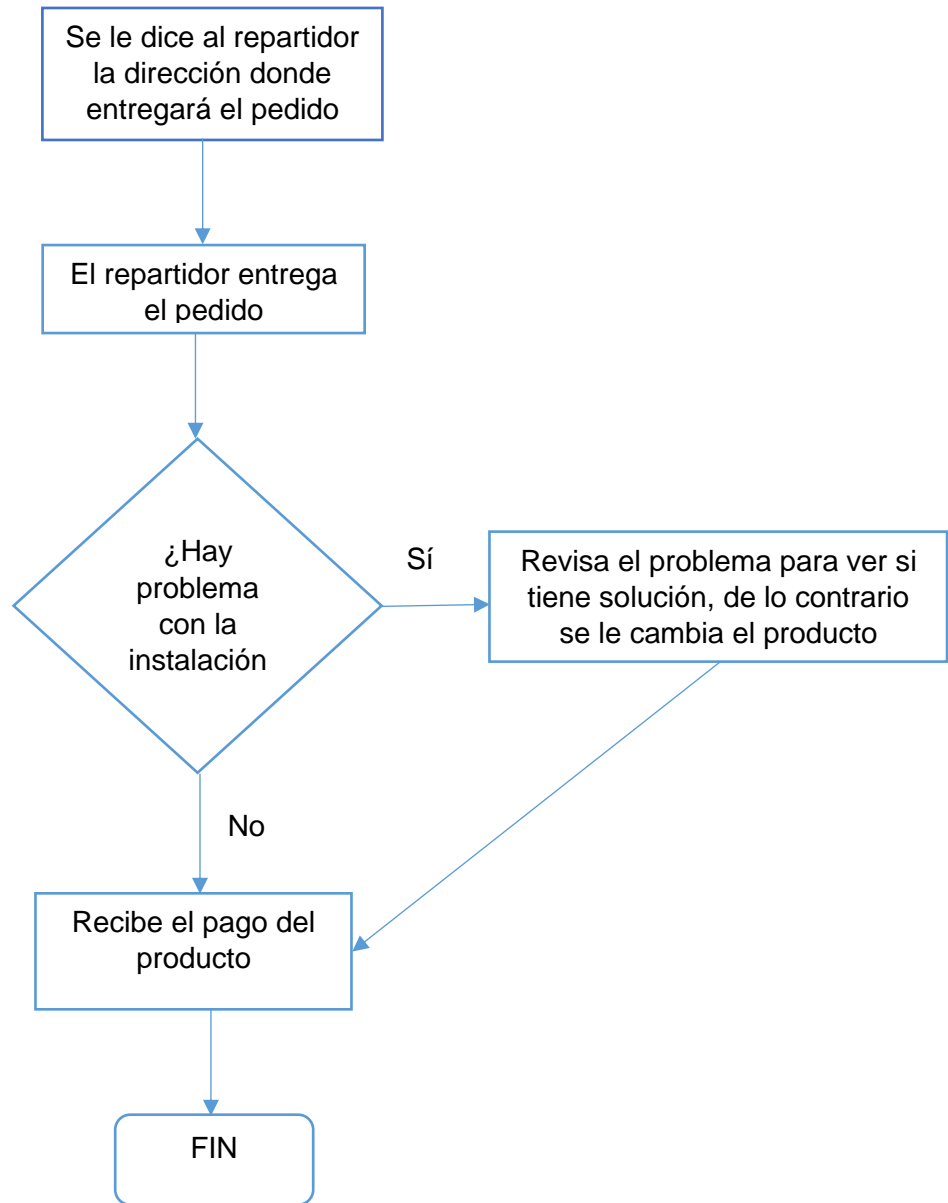 Se le dice al repartidor
la dirección donde
entregará el pedido
El repartidor entrega
el pedido
¿Hay
problema
con la
instalación
Sí
Revisa el problema para ver si
tiene solución, de lo contrario
se le cambia el producto
No
Recibe el pago del
producto
FIN